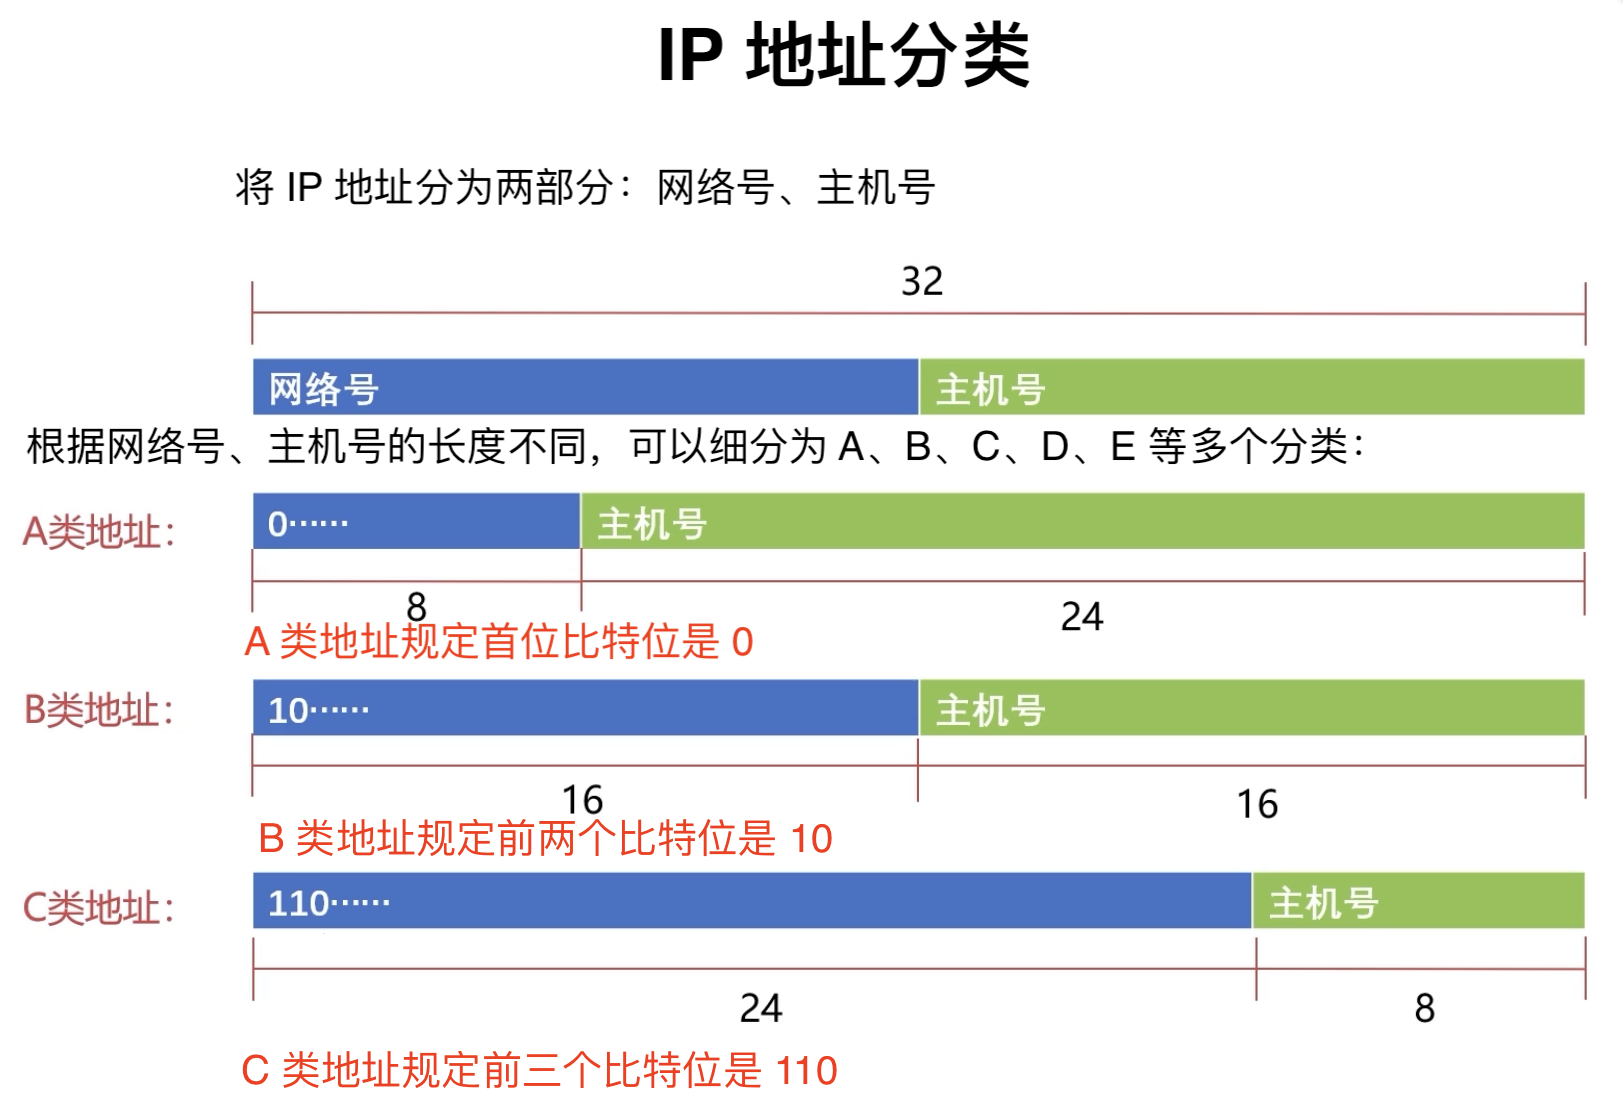 IP 地址分类
将 IP 地址分为两部分：网络号、主机号
32
网络号 主机号
根据网络号、主机号的长度不同，可以细分为 A、B、C、D、E 等多个分类：
A类地址： 0…… 主机号
8 24
A 类地址规定首位比特位是 0
B类地址： 10…… 主机号
16 16
B 类地址规定前两个比特位是 10
C类地址： 110…… 主机号
24 8
C 类地址规定前三个比特位是 110